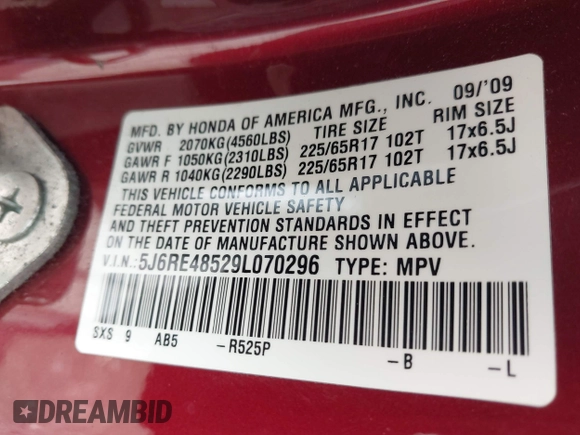 MFD. BY HONDA OF AMERICA MFG., INC. 09/'09
GVWR 2070KG(4560LBS) TIRE SIZE RIM SIZE
GAWR F 1050KG(2310LBS) 225/65R17 102T 17x6.5J
GAWR R 1040KG(2290LBS) 225/65R17 102T 17x6.5J
THIS VEHICLE CONFORMS TO ALL APPLICABLE
FEDERAL MOTOR VEHICLE SAFETY
AND THEFT PREVENTION STANDARDS IN EFFECT
ON THE DATE OF MANUFACTURE SHOWN ABOVE.
V.I.N.: 5J6RE48529L070296 TYPE: MPV
SXS 9 AB5 -R525P -B -L
DREAMBID